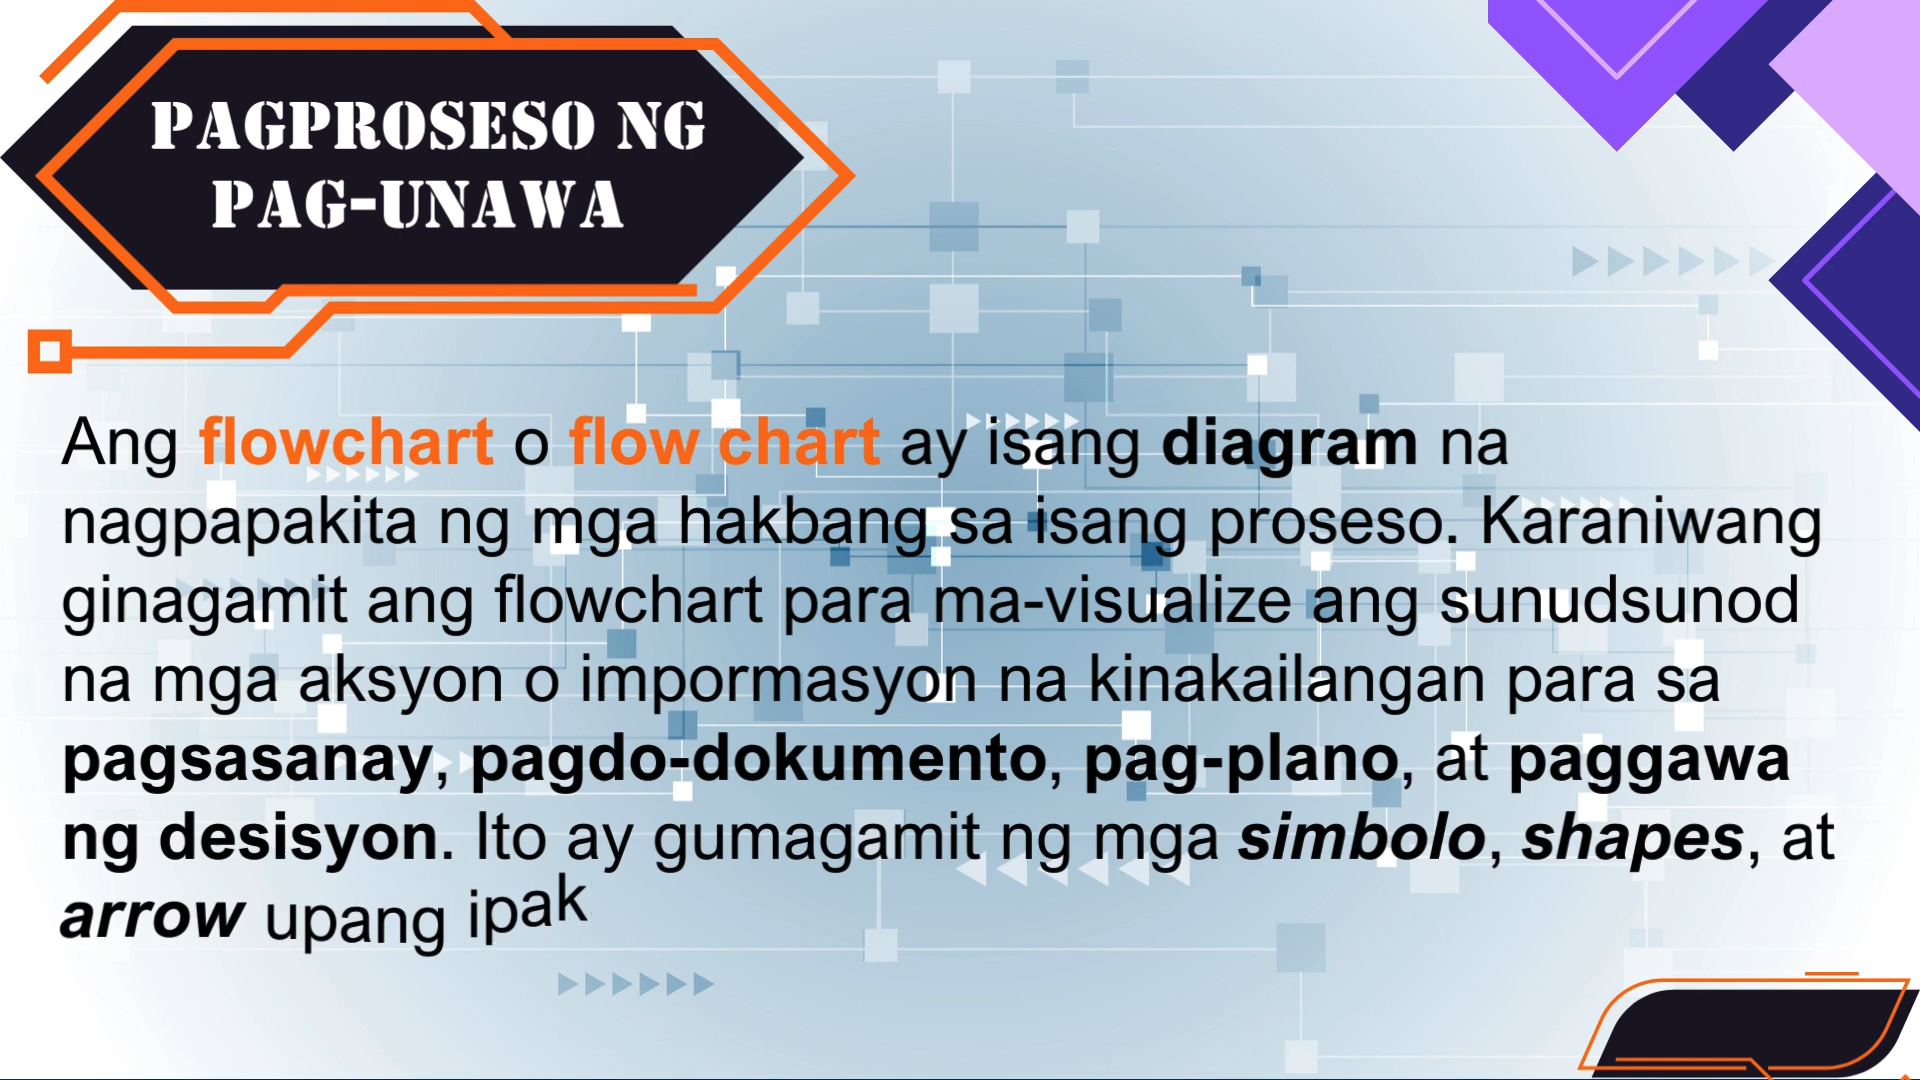 PAGPROSESO NG
PAG-UNAWA
Ang flowchart o flow chart ay isang diagram na
nagpapakita ng mga hakbang sa isang proseso. Karaniwang
ginagamit ang flowchart para ma-visualize ang sunudsunod
na mga aksyon o impormasyon na kinakailangan para sa
pagsasanay, pagdo-dokumento, pag-plano, at paggawa
ng desisyon. Ito ay gumagamit ng mga simbolo, shapes, at
arrow upang ipak